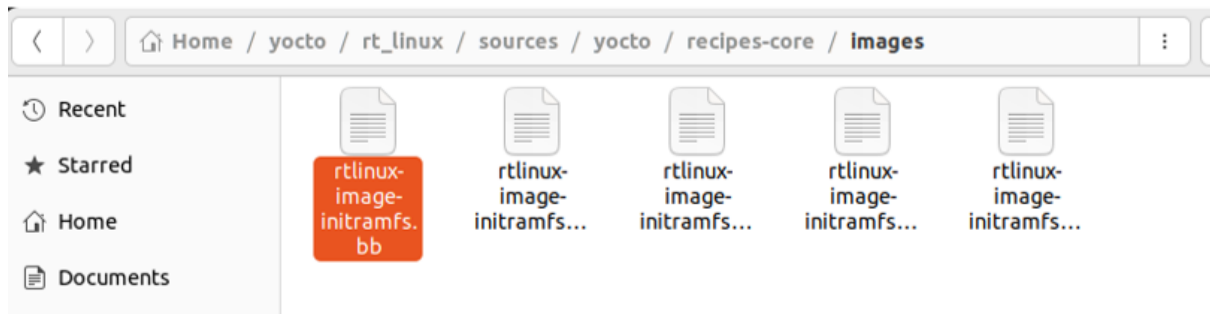 Home / yocto / rt_linux / sources / yocto / recipes-core / images
Recent
Starred
Home
Documents
rtlinux-
image-
initramfs.
bb
rtlinux-
image-
initramfs...
rtlinux-
image-
initramfs...
rtlinux-
image-
initramfs...
rtlinux-
image-
initramfs...